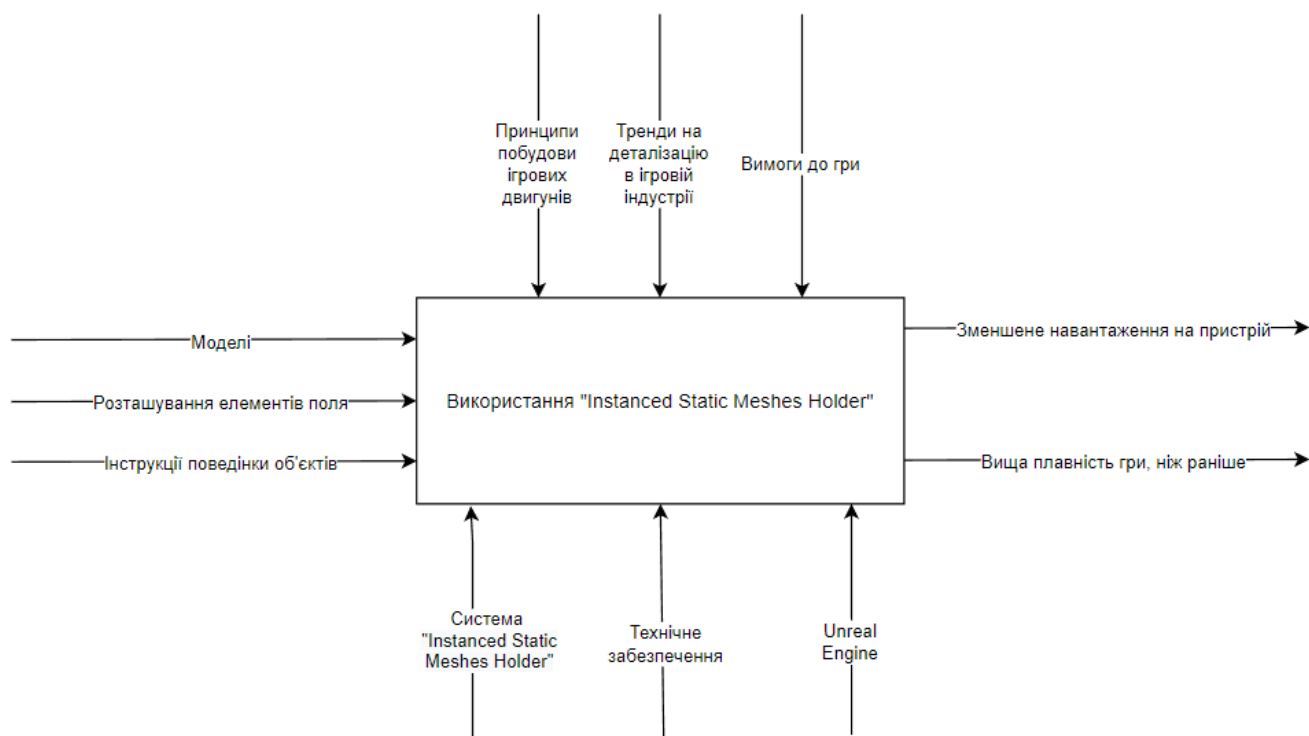 Принципи
побудови
ігрових
двигунів
Тренди на
деталізацію
в ігровій
індустрії
Вимоги до гри
Моделі
Розташування елементів поля
Інструкції поведінки об'єктів
Використання "Instanced Static Meshes Holder"
Зменшене навантаження на пристрій
Вища плавність гри, ніж раніше
Система
"Instanced Static
Meshes Holder"
Технічне
забезпечення
Unreal
Engine